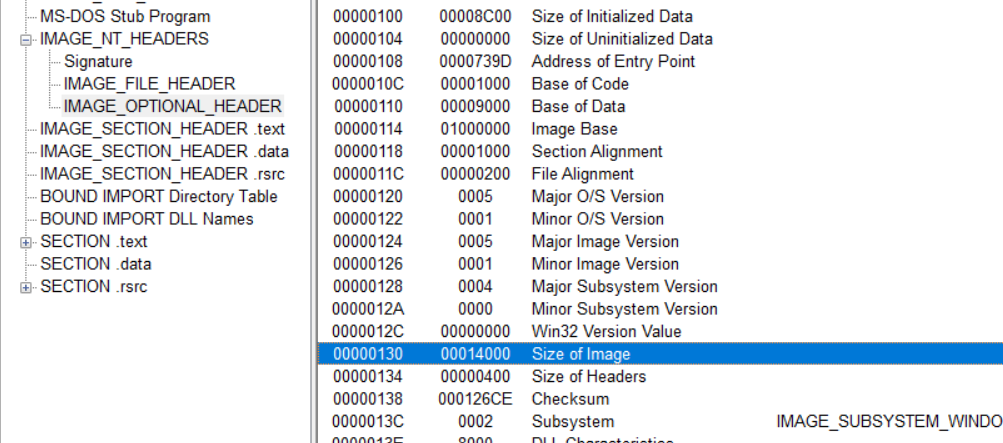 MS-DOS Stub Program
IMAGE_NT_HEADERS
Signature
IMAGE_FILE_HEADER
IMAGE_OPTIONAL_HEADER
IMAGE_SECTION_HEADER .text
IMAGE_SECTION_HEADER .data
IMAGE_SECTION_HEADER .rsrc
BOUND IMPORT Directory Table
BOUND IMPORT DLL Names
SECTION .text
SECTION .data
SECTION .rsrc
00000100 00008C00 Size of Initialized Data
00000104 00000000 Size of Uninitialized Data
00000108 0000739D Address of Entry Point
0000010C 00001000 Base of Code
00000110 00009000 Base of Data
00000114 01000000 Image Base
00000118 00001000 Section Alignment
0000011C 00000200 File Alignment
00000120 0005 Major O/S Version
00000122 0001 Minor O/S Version
00000124 0005 Major Image Version
00000126 0001 Minor Image Version
00000128 0004 Major Subsystem Version
0000012A 0000 Minor Subsystem Version
0000012C 00000000 Win32 Version Value
00000130 00014000 Size of Image
00000134 00000400 Size of Headers
00000138 000126CE Checksum
0000013C 0002 Subsystem IMAGE_SUBSYSTEM_WINDO
0000013E 8000 DLL Characteristics